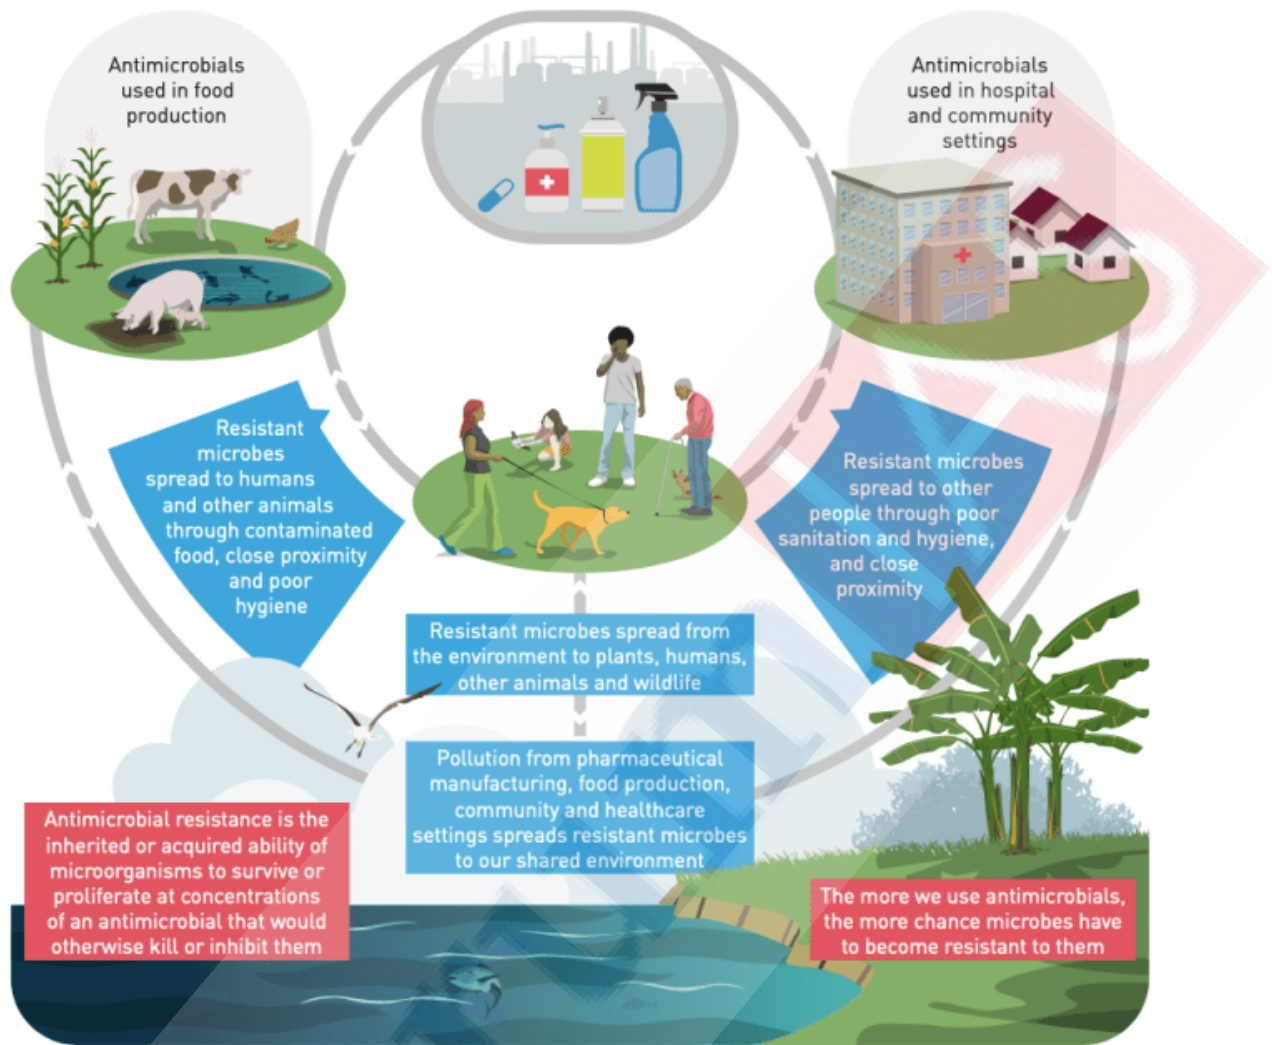 Antimicrobials
used in food
production
Antimicrobials
used in hospital
and community
settings
Resistant
microbes
spread to humans
and other animals
through contaminated
food, close proximity
and poor
hygiene
Resistant microbes
spread to other
people through poor
sanitation and hygiene,
and close
proximity
Resistant microbes spread from
the environment to plants, humans,
other animals and wildlife
Pollution from pharmaceutical
manufacturing, food production,
community and healthcare
settings spreads resistant microbes
to our shared environment
Antimicrobial resistance is the
inherited or acquired ability of
microorganisms to survive or
proliferate at concentrations
of an antimicrobial that would
otherwise kill or inhibit them
The more we use antimicrobials,
the more chance microbes have
to become resistant to them